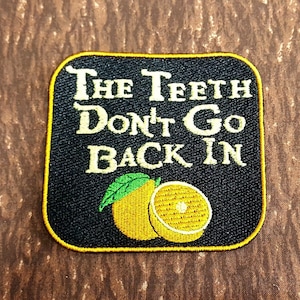 The Teeth
Don't Go
Back In